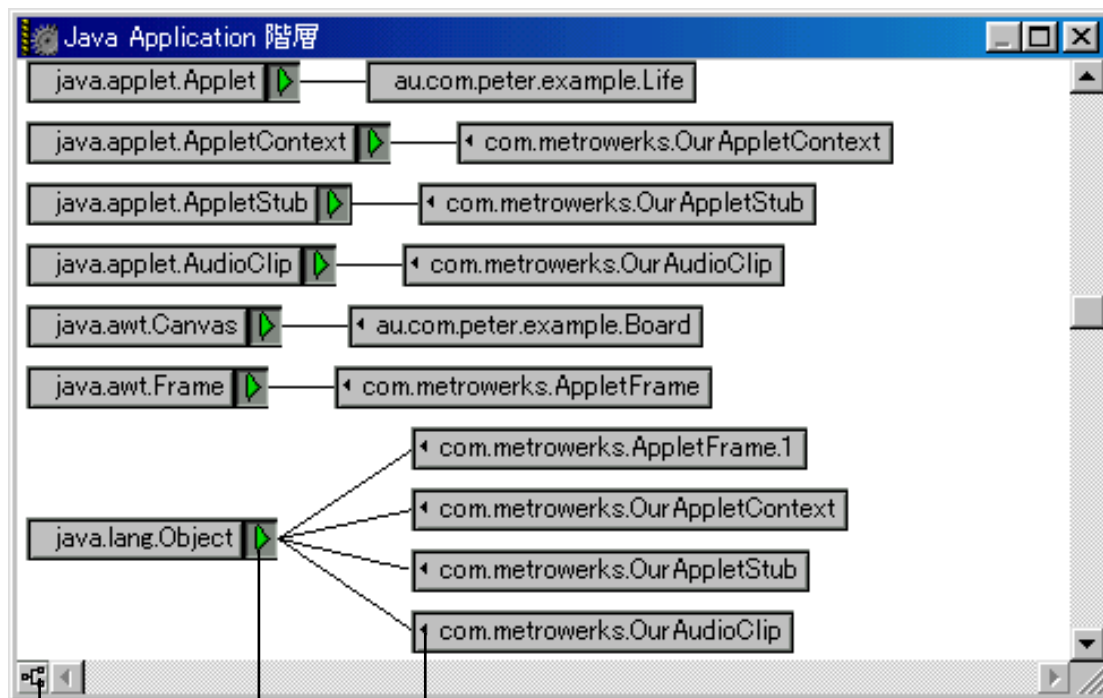 Java Application 階層
java.applet.Applet
au.com.peter.example.Life
java.applet.AppletContext
com.metrowerks.OurAppletContext
java.applet.AppletStub
com.metrowerks.OurAppletStub
java.applet.AudioClip
com.metrowerks.OurAudioClip
java.awt.Canvas
au.com.peter.example.Board
java.awt.Frame
com.metrowerks.AppletFrame
com.metrowerks.AppletFrame.1
com.metrowerks.OurAppletContext
java.lang.Object
com.metrowerks.OurAppletStub
com.metrowerks.OurAudioClip